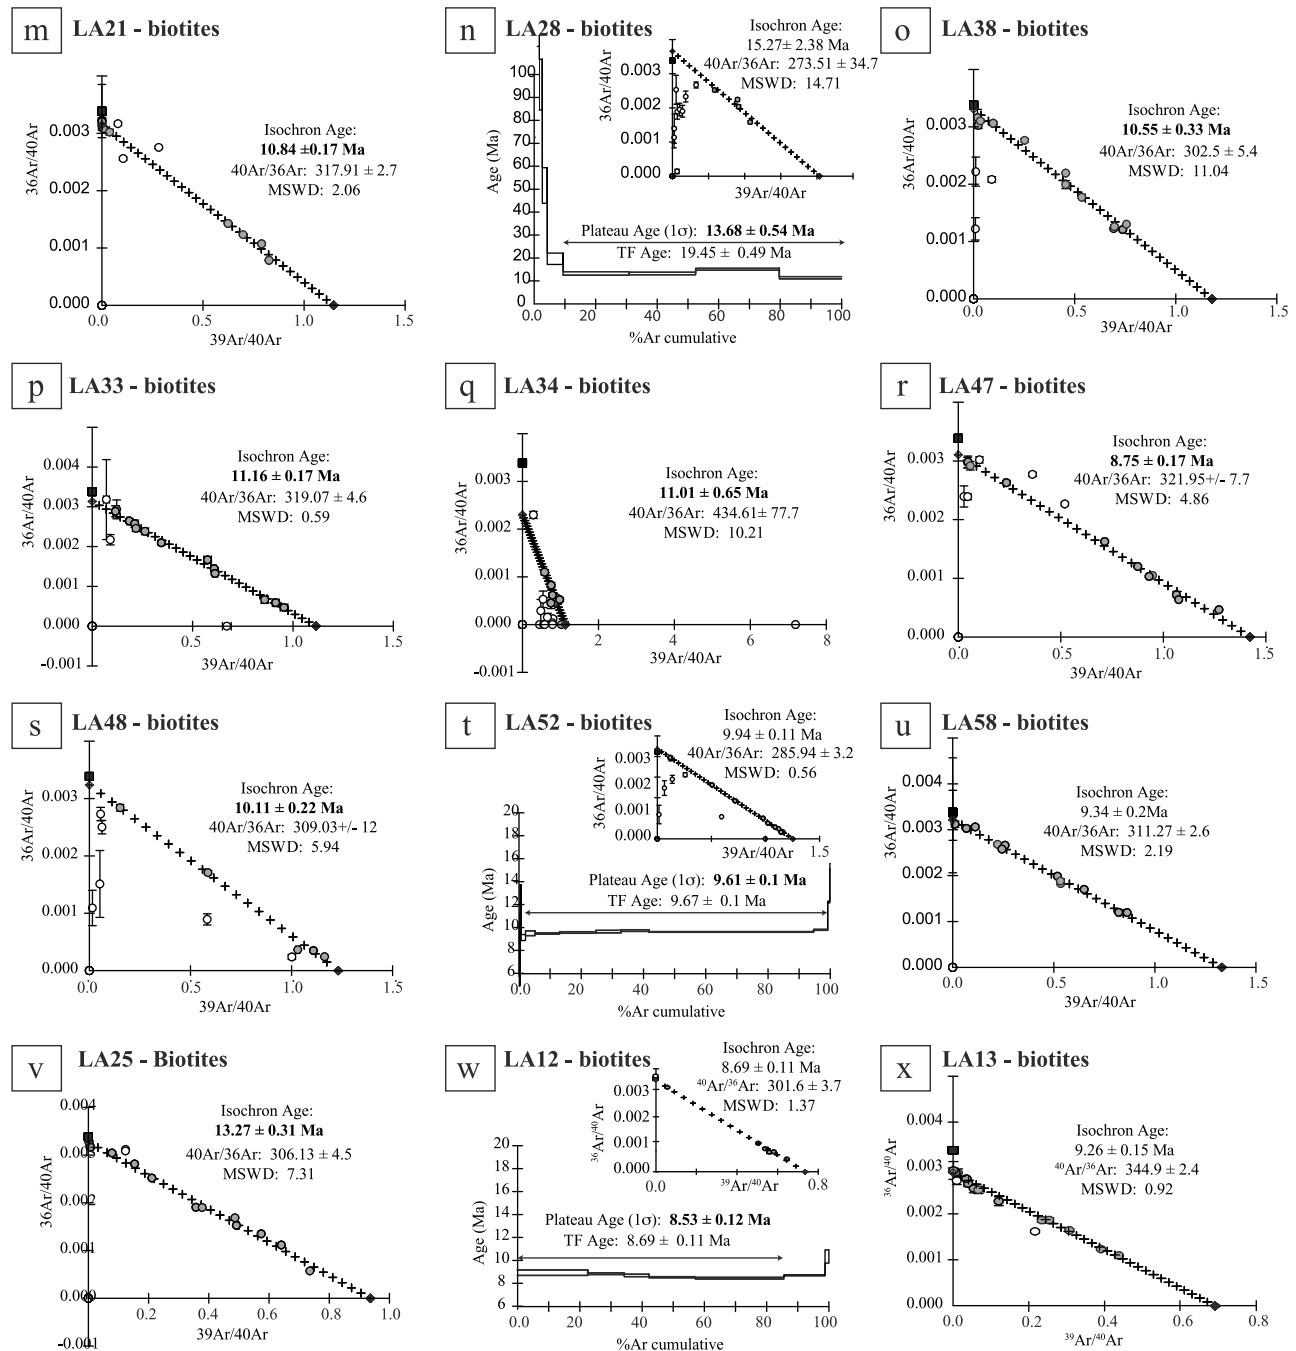 m LA21 - biotites
Isochron Age:
10.84 ±0.17 Ma
40Ar/36Ar: 317.91 ± 2.7
MSWD: 2.06
36Ar/40Ar
0.003
0.002
0.001
0.000
0.0 0.5 1.0 1.5
39Ar/40Ar
n LA28 - biotites
Isochron Age:
15.27± 2.38 Ma
40Ar/36Ar: 273.51 ± 34.7
MSWD: 14.71
36Ar/40Ar
0.003
0.002
0.001
0.000
39Ar/40Ar
Age (Ma)
100
90
80
70
60
50
40
30
20
10
0
Plateau Age (1σ): 13.68 ± 0.54 Ma
TF Age: 19.45 ± 0.49 Ma
0.0 20 40 60 80 100
%Ar cumulative
o LA38 - biotites
Isochron Age:
10.55 ± 0.33 Ma
40Ar/36Ar: 302.5 ± 5.4
MSWD: 11.04
36Ar/40Ar
0.003
0.002
0.001
0.000
0.0 0.5 1.0 1.5
39Ar/40Ar
p LA33 - biotites
Isochron Age:
11.16 ± 0.17 Ma
40Ar/36Ar: 319.07 ± 4.6
MSWD: 0.59
36Ar/40Ar
0.004
0.003
0.002
0.001
0.000
-0.001
0.5 1.0 1.5
39Ar/40Ar
q LA34 - biotites
Isochron Age:
11.01 ± 0.65 Ma
40Ar/36Ar: 434.61± 77.7
MSWD: 10.21
36Ar/40Ar
0.003
0.002
0.001
0.000
-0.001
2 4 6 8
39Ar/40Ar
r LA47 - biotites
Isochron Age:
8.75 ± 0.17 Ma
40Ar/36Ar: 321.95+/- 7.7
MSWD: 4.86
36Ar/40Ar
0.003
0.002
0.001
0.000
0.0 0.5 1.0 1.5
39Ar/40Ar
s LA48 - biotites
Isochron Age:
10.11 ± 0.22 Ma
40Ar/36Ar: 309.03+/- 12
MSWD: 5.94
36Ar/40Ar
0.003
0.002
0.001
0.000
0.0 0.5 1.0 1.5
39Ar/40Ar
t LA52 - biotites
Isochron Age:
9.94 ± 0.11 Ma
40Ar/36Ar: 285.94 ± 3.2
MSWD: 0.56
36Ar/40Ar
0.003
0.002
0.001
0.000
39Ar/40Ar 1.5
Age (Ma)
20
18
16
14
12
10
8
6
Plateau Age (1σ): 9.61 ± 0.1 Ma
TF Age: 9.67 ± 0.1 Ma
0.0 20 40 60 80 100
%Ar cumulative
u LA58 - biotites
Isochron Age:
9.34 ± 0.2Ma
40Ar/36Ar: 311.27 ± 2.6
MSWD: 2.19
36Ar/40Ar
0.004
0.003
0.002
0.001
0.000
0.0 0.5 1.0 1.5
39Ar/40Ar
v LA25 - Biotites
Isochron Age:
13.27 ± 0.31 Ma
40Ar/36Ar: 306.13 ± 4.5
MSWD: 7.31
36Ar/40Ar
0.004
0.003
0.002
0.001
0.000
-0.001
0.2 0.4 0.6 0.8 1.0
39Ar/40Ar
w LA12 - biotites
Isochron Age:
8.69 ± 0.11 Ma
⁴⁰Ar/³⁶Ar: 301.6 ± 3.7
MSWD: 1.37
³⁶Ar/⁴⁰Ar
0.003
0.002
0.001
0.000
0.0 ³⁹Ar/⁴⁰Ar 0.8
Age (Ma)
20
18
16
14
12
10
8
6
Plateau Age (1σ): 8.53 ± 0.12 Ma
TF Age: 8.69 ± 0.11 Ma
0.0 20 40 60 80 100
%Ar cumulative
x LA13 - biotites
Isochron Age:
9.26 ± 0.15 Ma
⁴⁰Ar/³⁶Ar: 344.9 ± 2.4
MSWD: 0.92
³⁶Ar/⁴⁰Ar
0.004
0.003
0.002
0.001
0.000
0.0 0.2 0.4 0.6 0.8
³⁹Ar/⁴⁰Ar